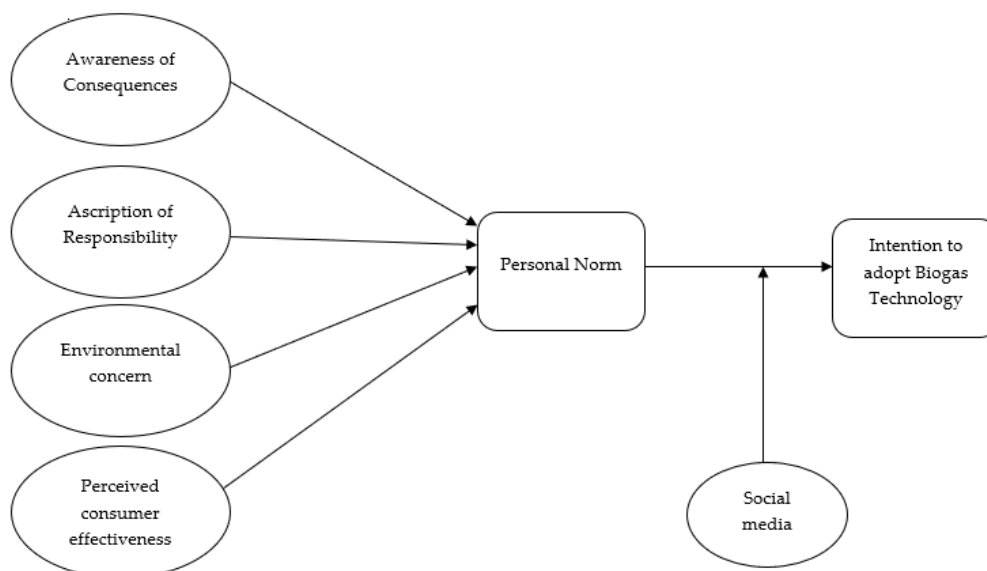 Awareness of
Consequences
Ascription of
Responsibility
Environmental
concern
Perceived
consumer
effectiveness
Personal Norm
Intention to
adopt Biogas
Technology
Social
media